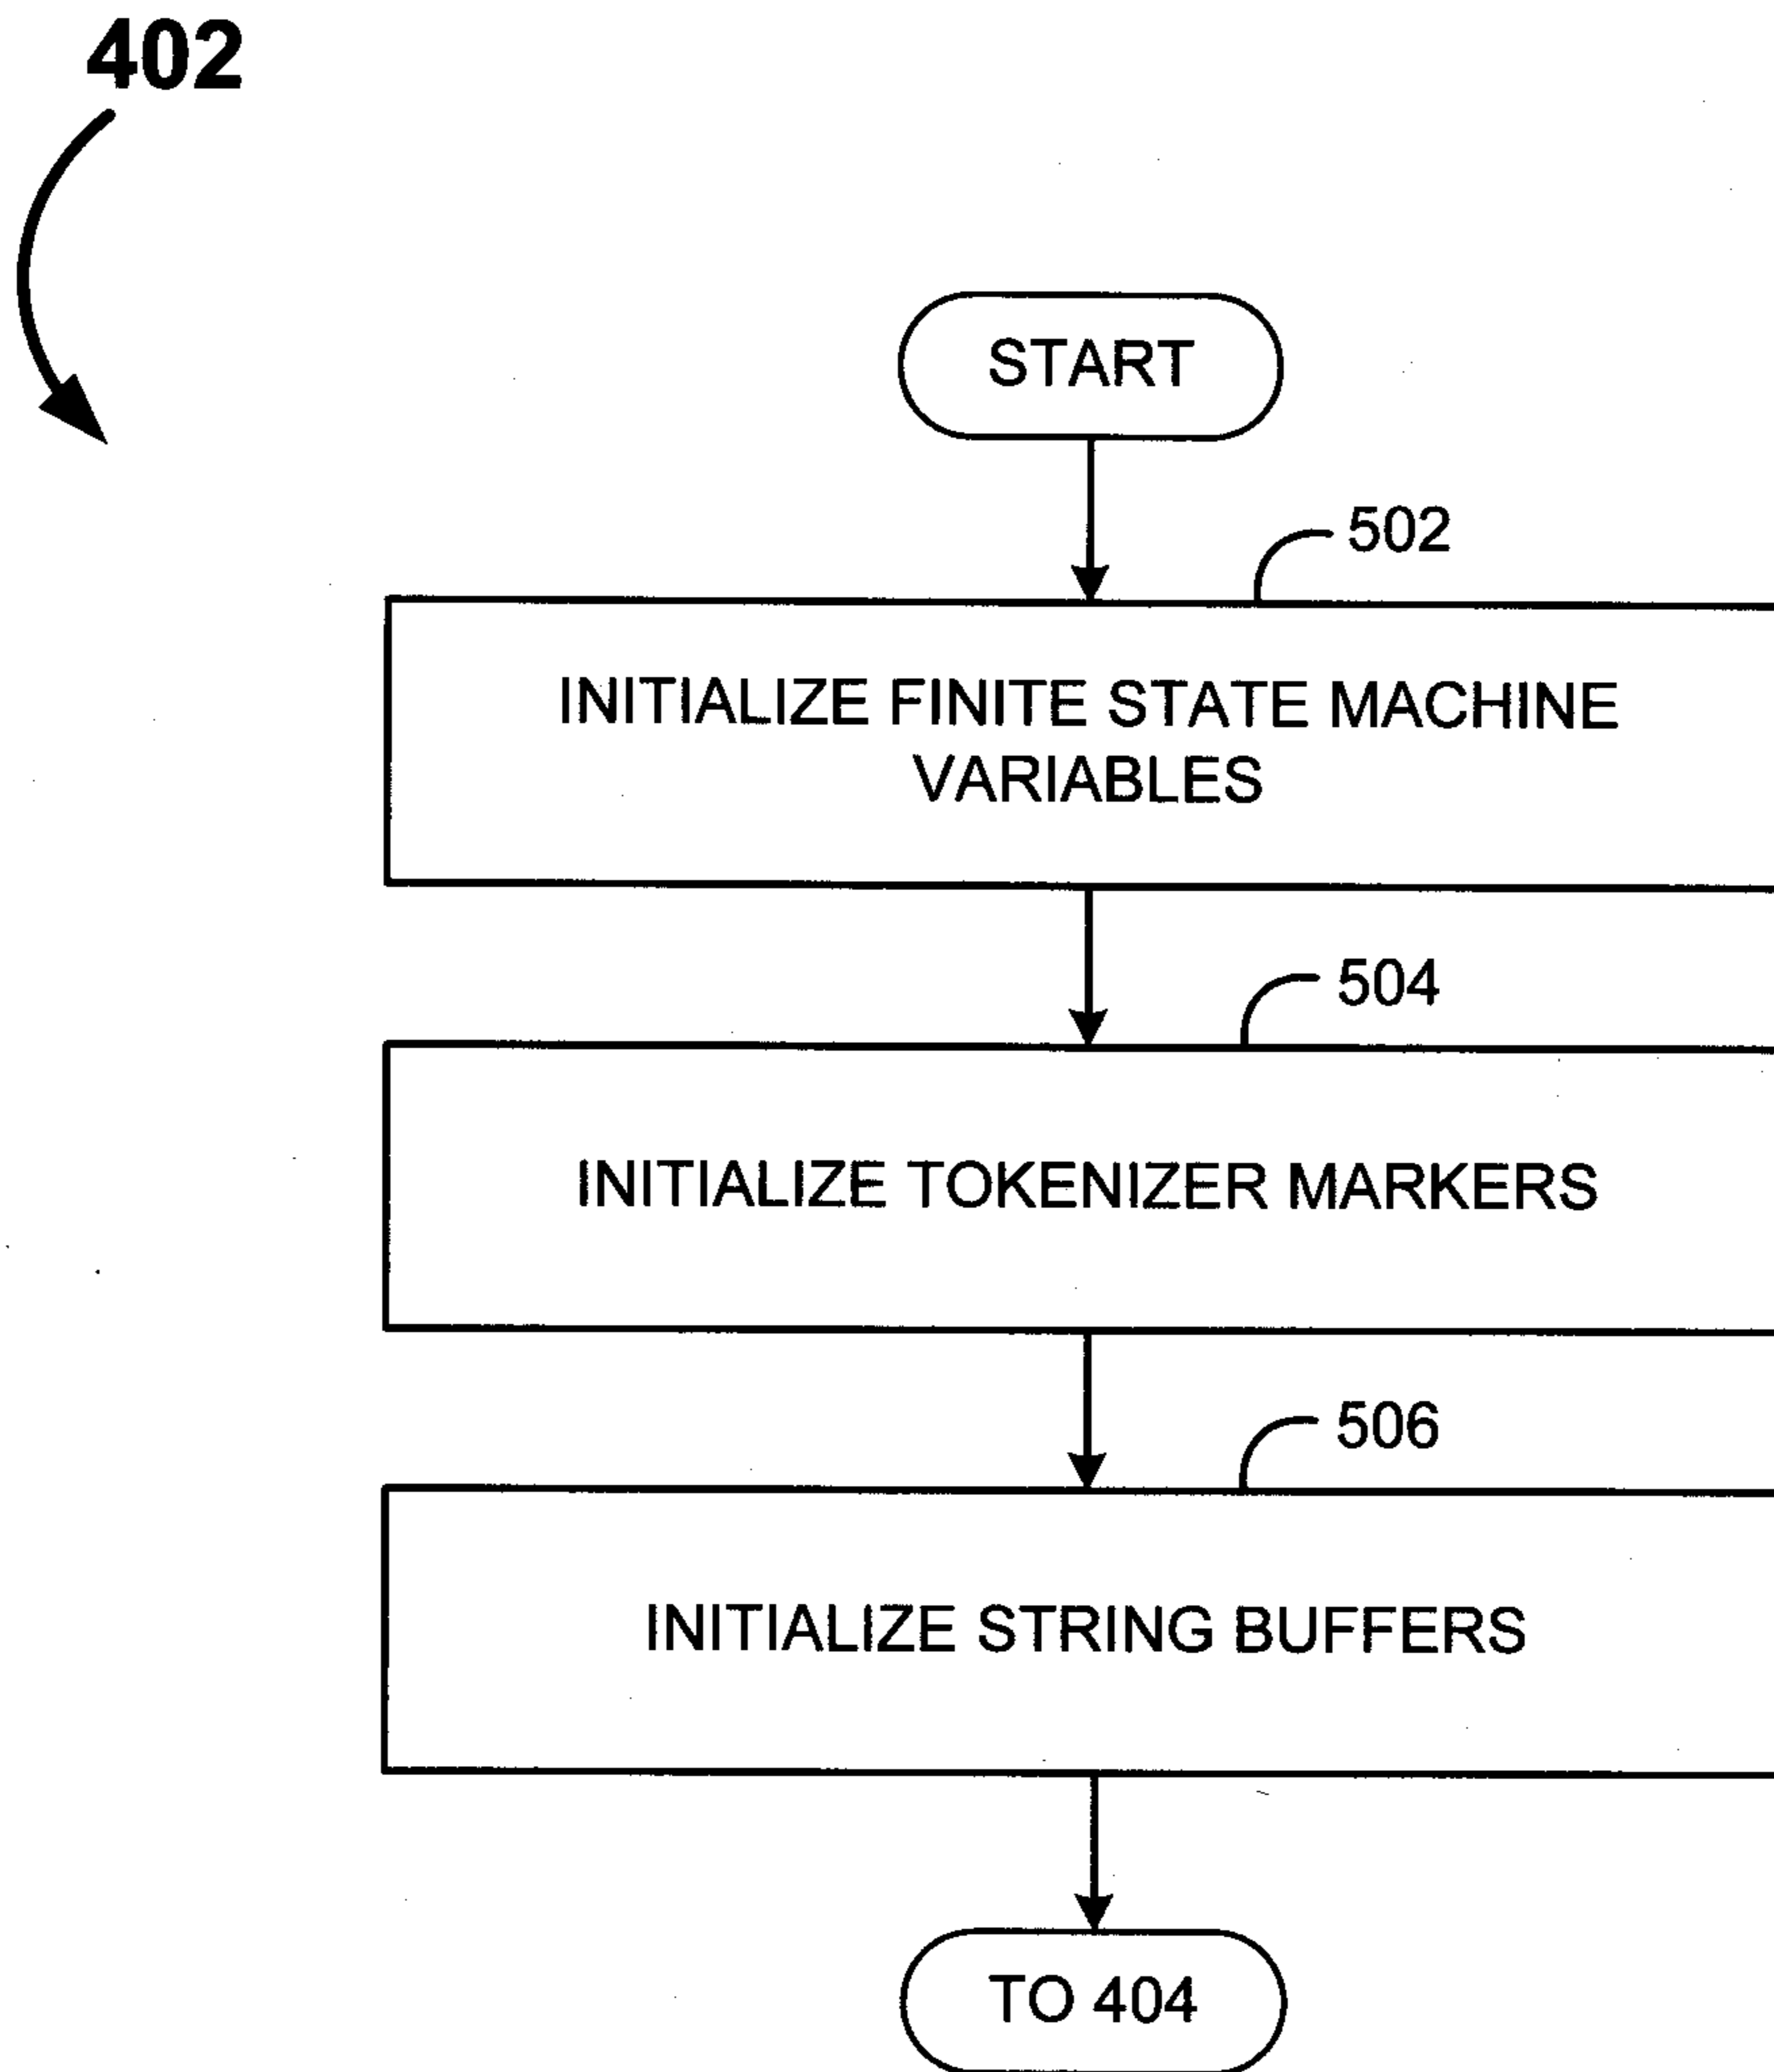 402
START
502
INITIALIZE FINITE STATE MACHINE
VARIABLES
504
INITIALIZE TOKENIZER MARKERS
506
INITIALIZE STRING BUFFERS
TO 404